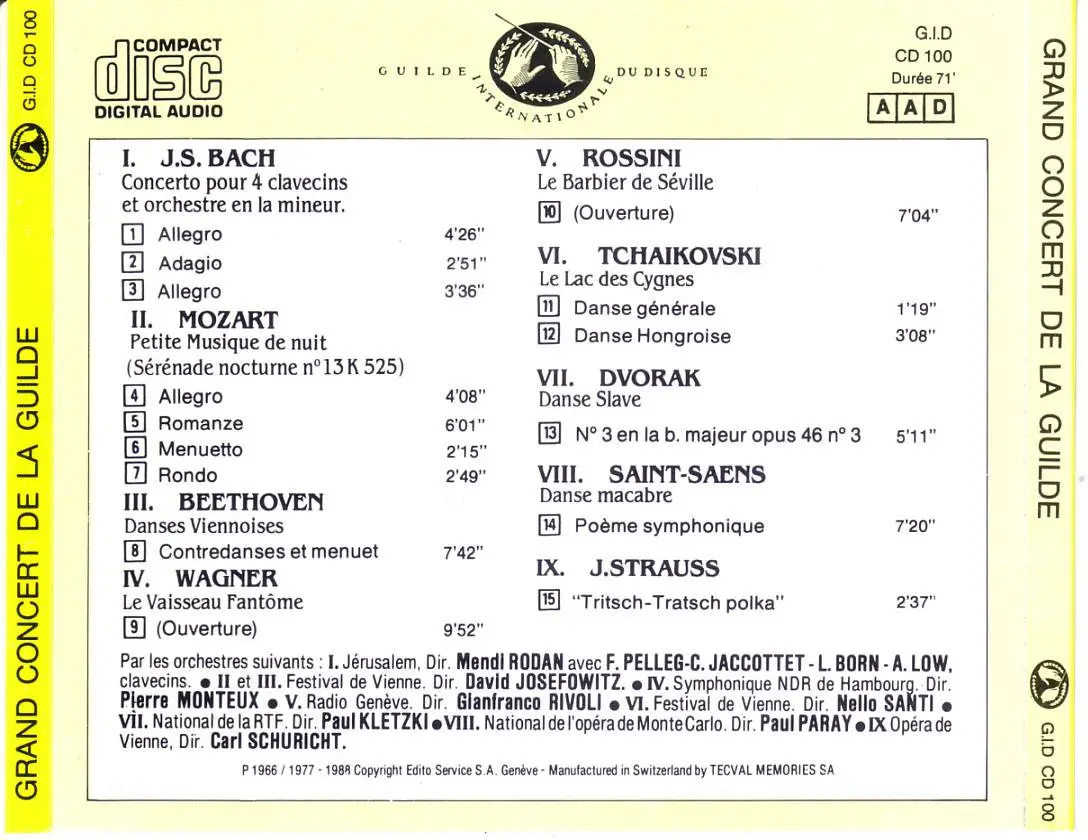 G.I.D CD 100
GRAND CONCERT DE LA GUILDE
COMPACT
disc
DIGITAL AUDIO
GUILDE INTERNATIONALE DU DISQUE
G.I.D
CD 100
Durée 71'
A A D
I. J.S. BACH
Concerto pour 4 clavecins
et orchestre en la mineur.
1 Allegro 4'26"
2 Adagio 2'51"
3 Allegro 3'36"
II. MOZART
Petite Musique de nuit
(Sérénade nocturne n° 13 K 525)
4 Allegro 4'08"
5 Romanze 6'01"
6 Menuetto 2'15"
7 Rondo 2'49"
III. BEETHOVEN
Danses Viennoises
8 Contredanses et menuet 7'42"
IV. WAGNER
Le Vaisseau Fantôme
9 (Ouverture) 9'52"
V. ROSSINI
Le Barbier de Séville
10 (Ouverture) 7'04"
VI. TCHAIKOVSKI
Le Lac des Cygnes
11 Danse générale 1'19"
12 Danse Hongroise 3'08"
VII. DVORAK
Danse Slave
13 N° 3 en la b. majeur opus 46 n° 3 5'11"
VIII. SAINT-SAENS
Danse macabre
14 Poème symphonique 7'20"
IX. J.STRAUSS
15 "Tritsch-Tratsch polka" 2'37"
Par les orchestres suivants : I. Jérusalem, Dir. Mendi RODAN avec F. PELLEG-C. JACCOTTET - L. BORN - A. LOW,
clavecins. • II et III. Festival de Vienne. Dir. David JOSEFOWITZ. • IV. Symphonique NDR de Hambourg. Dir.
Pierre MONTEUX • V. Radio Genève. Dir. Gianfranco RIVOLI • VI. Festival de Vienne. Dir. Nello SANTI •
VII. National de la RTF. Dir. Paul KLETZKI • VIII. National de l'opéra de Monte Carlo. Dir. Paul PARAY • IX Opéra de
Vienne, Dir. Carl SCHURICHT.
P 1966 / 1977 - 1988 Copyright Edito Service S.A. Genève - Manufactured in Switzerland by TECVAL MEMORIES SA
GRAND CONCERT DE LA GUILDE
G.I.D CD 100